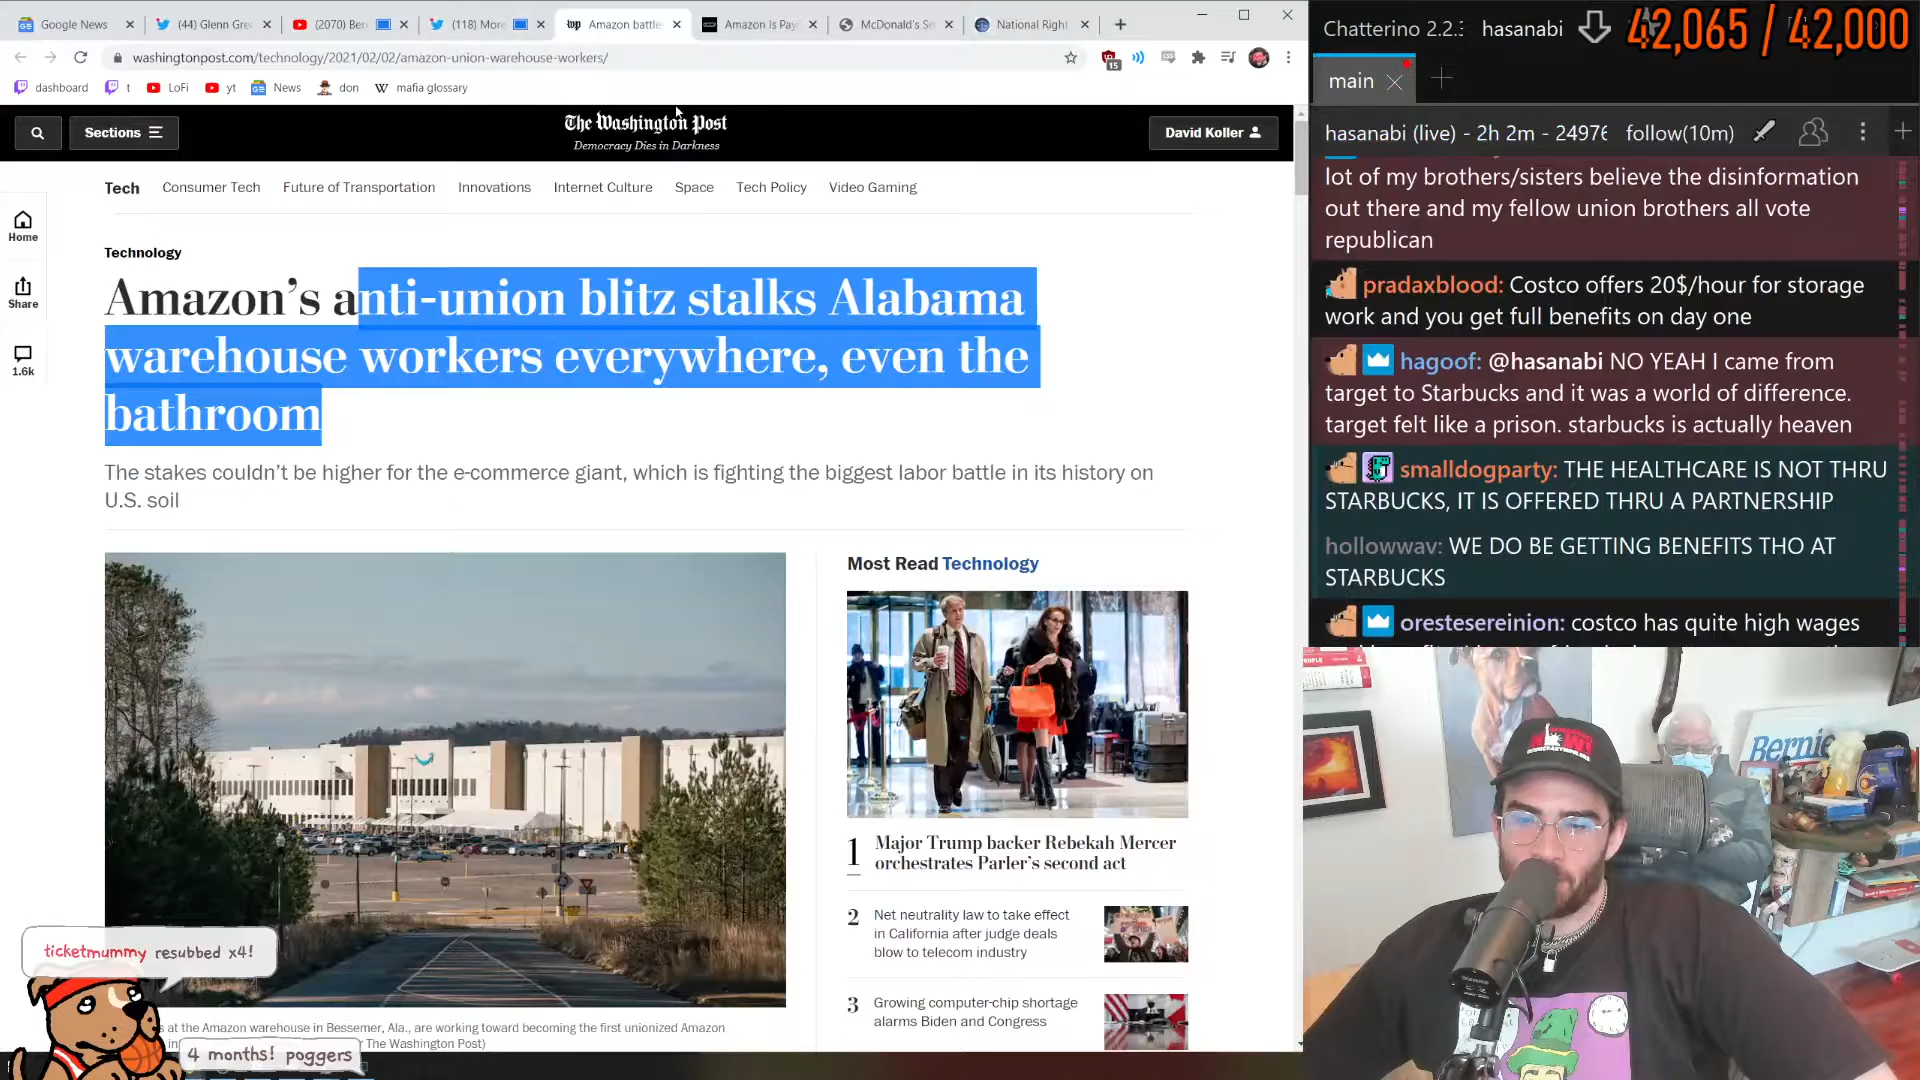 Google News
(44) Glenn Gre
(2070) Ber
(118) More
Amazon battle
Amazon Is Pay
McDonald's Se
National Right
washingtonpost.com/technology/2021/02/02/amazon-union-warehouse-workers/
15
dashboard
t
LoFi
yt
News
don
mafia glossary
Sections
The Washington Post
Democracy Dies in Darkness
David Koller
Tech
Consumer Tech
Future of Transportation
Innovations
Internet Culture
Space
Tech Policy
Video Gaming
Home
Share
1.6k
Technology
Amazon's anti-union blitz stalks Alabama
warehouse workers everywhere, even the
bathroom
The stakes couldn't be higher for the e-commerce giant, which is fighting the biggest labor battle in its history on
U.S. soil
Most Read Technology
1
Major Trump backer Rebekah Mercer
orchestrates Parler's second act
2
Net neutrality law to take effect
in California after judge deals
blow to telecom industry
3
Growing computer-chip shortage
alarms Biden and Congress
at the Amazon warehouse in Bessemer, Ala., are working toward becoming the first unionized Amazon
The Washington Post)
ticketmummy resubbed x4!
4 months! poggers
Chatterino 2.2.
hasanabi
42,065 / 42,000
main
hasanabi (live) - 2h 2m - 24976
follow(10m)
lot of my brothers/sisters believe the disinformation
out there and my fellow union brothers all vote
republican
pradaxblood: Costco offers 20$/hour for storage
work and you get full benefits on day one
hagoof: @hasanabi NO YEAH I came from
target to Starbucks and it was a world of difference.
target felt like a prison. starbucks is actually heaven
smalldogparty: THE HEALTHCARE IS NOT THRU
STARBUCKS, IT IS OFFERED THRU A PARTNERSHIP
hollowwav: WE DO BE GETTING BENEFITS THO AT
STARBUCKS
orestesereinion: costco has quite high wages
Bernie